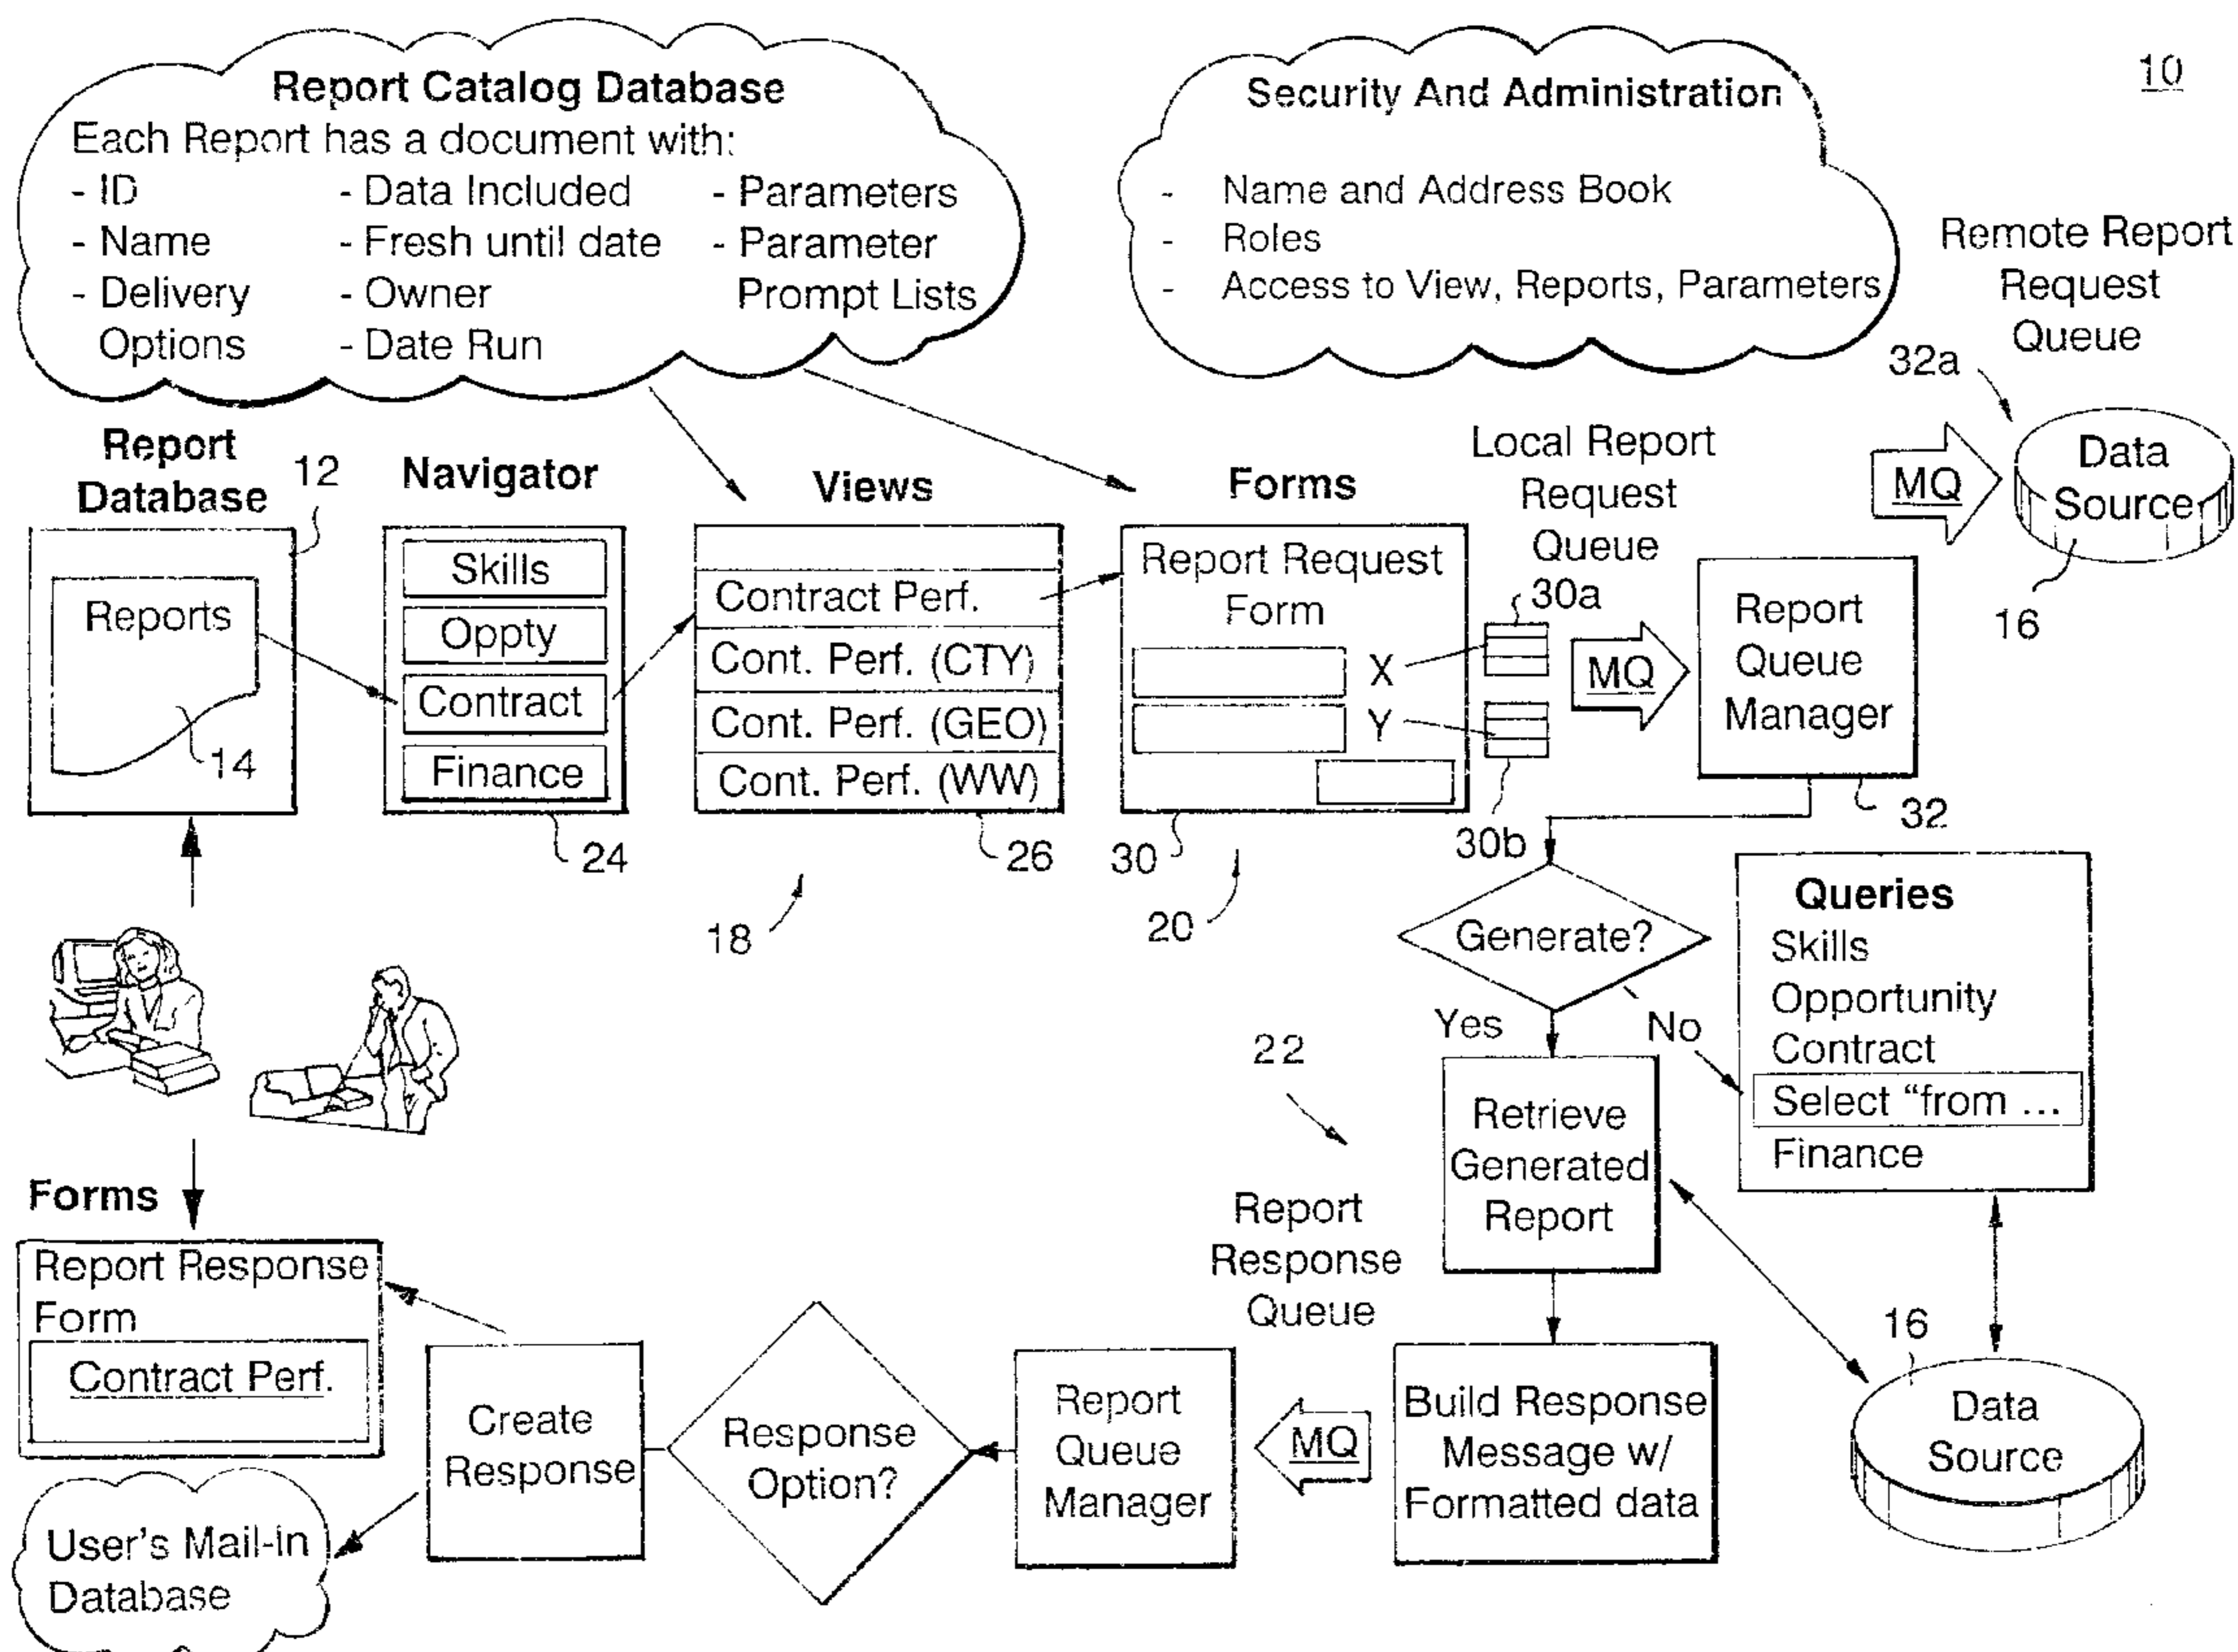 10
Report Catalog Database
Each Report has a document with:
- ID
- Name
- Delivery
Options
- Data Included
- Fresh until date
- Owner
- Date Run
- Parameters
- Parameter
Prompt Lists
Security And Administration
- Name and Address Book
- Roles
- Access to View, Reports, Parameters
Remote Report
Request
Queue
32a
MQ
Data
Source
16
Report
Database
12
Reports
14
Navigator
Skills
Oppty
Contract
Finance
24
Views
Contract Perf.
Cont. Perf. (CTY)
Cont. Perf. (GEO)
Cont. Perf. (WW)
26
18
Forms
Report Request
Form
X
Y
30
20
Local Report
Request
Queue
30a
30b
MQ
Report
Queue
Manager
32
Generate?
Yes
No
Queries
Skills
Opportunity
Contract
Select “from ...
Finance
22
Retrieve
Generated
Report
Report
Response
Queue
16
Data
Source
Build Response
Message w/
Formatted data
MQ
Report
Queue
Manager
Response
Option?
Create
Response
Forms
Report Response
Form
Contract Perf.
User's Mail-in
Database